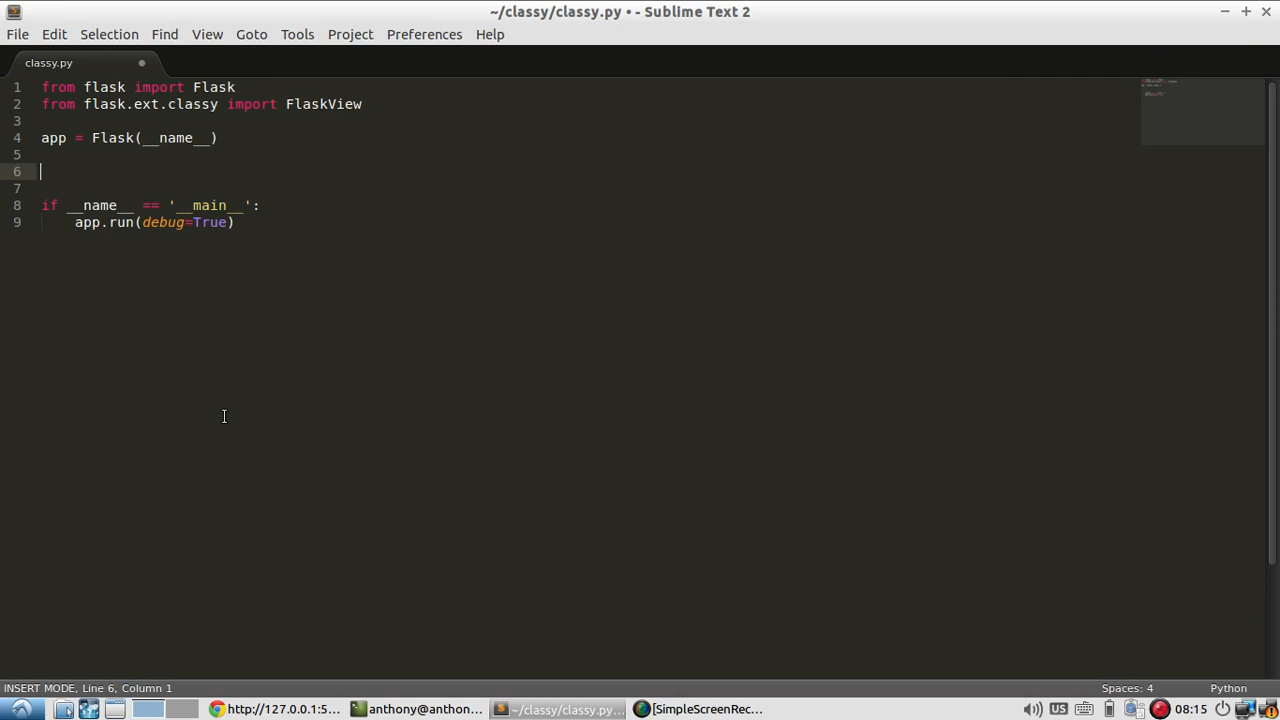 ~/classy/classy.py • - Sublime Text 2
File Edit Selection Find View Goto Tools Project Preferences Help
classy.py
1 from flask import Flask
2 from flask.ext.classy import FlaskView
3
4 app = Flask(__name__)
5
6
7
8 if __name__ == '__main__':
9     app.run(debug=True)
INSERT MODE, Line 6, Column 1 Spaces: 4 Python
http://127.0.0.1:5... anthony@anthon... ~/classy/classy.py... [SimpleScreenRec... US 08:15